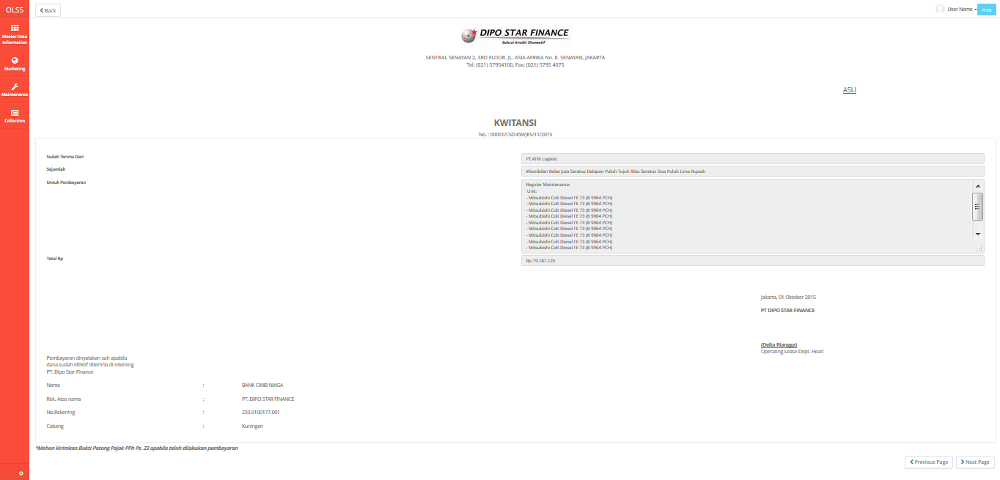 OLSS
Back
User Name
Print
Master Data
Information
Marketing
Maintenance
Collection
DIPO STAR FINANCE
Solusi Kredit Otomotif
SENTRAL SENAYAN 2, 3RD FLOOR. JL. ASIA AFRIKA No. 8. SENAYAN, JAKARTA
Tel: (021) 57954100, Fax: (021) 5795 4075
ASLI
KWITANSI
No. : 00001/CSD-KW/JKS/11/2015
Sudah Terima Dari
PT.ATRI Logistic
Sejumlah
#Sembilan Belas Juta Seratus Delapan Puluh Tujuh Ribu Seratus Dua Puluh Lima Rupiah
Untuk Pembayaran
Regular Maintenance
Unit:
- Mitsubishi Colt Diesel FE 73 (B 9964 PCH)
- Mitsubishi Colt Diesel FE 73 (B 9964 PCH)
- Mitsubishi Colt Diesel FE 73 (B 9964 PCH)
- Mitsubishi Colt Diesel FE 73 (B 9964 PCH)
- Mitsubishi Colt Diesel FE 73 (B 9964 PCH)
- Mitsubishi Colt Diesel FE 73 (B 9964 PCH)
- Mitsubishi Colt Diesel FE 73 (B 9964 PCH)
- Mitsubishi Colt Diesel FE 73 (B 9964 PCH)
- Mitsubishi Colt Diesel FE 73 (B 9964 PCH)
Total Rp
Rp.19.187.125
Jakarta, 01 Oktober 2015
PT DIPO STAR FINANCE
(Delta Riangga)
Operating Lease Dept. Head
Pembayaran dinyatakan sah apabila
dana sudah efektif diterima di rekening
PT. Dipo Star Finance
Nama : BANK CIMB NIAGA
Rek. Atas nama : PT. DIPO STAR FINANCE
No.Rekening : 233.0100177.001
Cabang : Kuningan
*Mohon kirimkan Bukti Potong Pajak PPh Ps. 23 apabila telah dilakukan pembayaran
Previous Page
Next Page